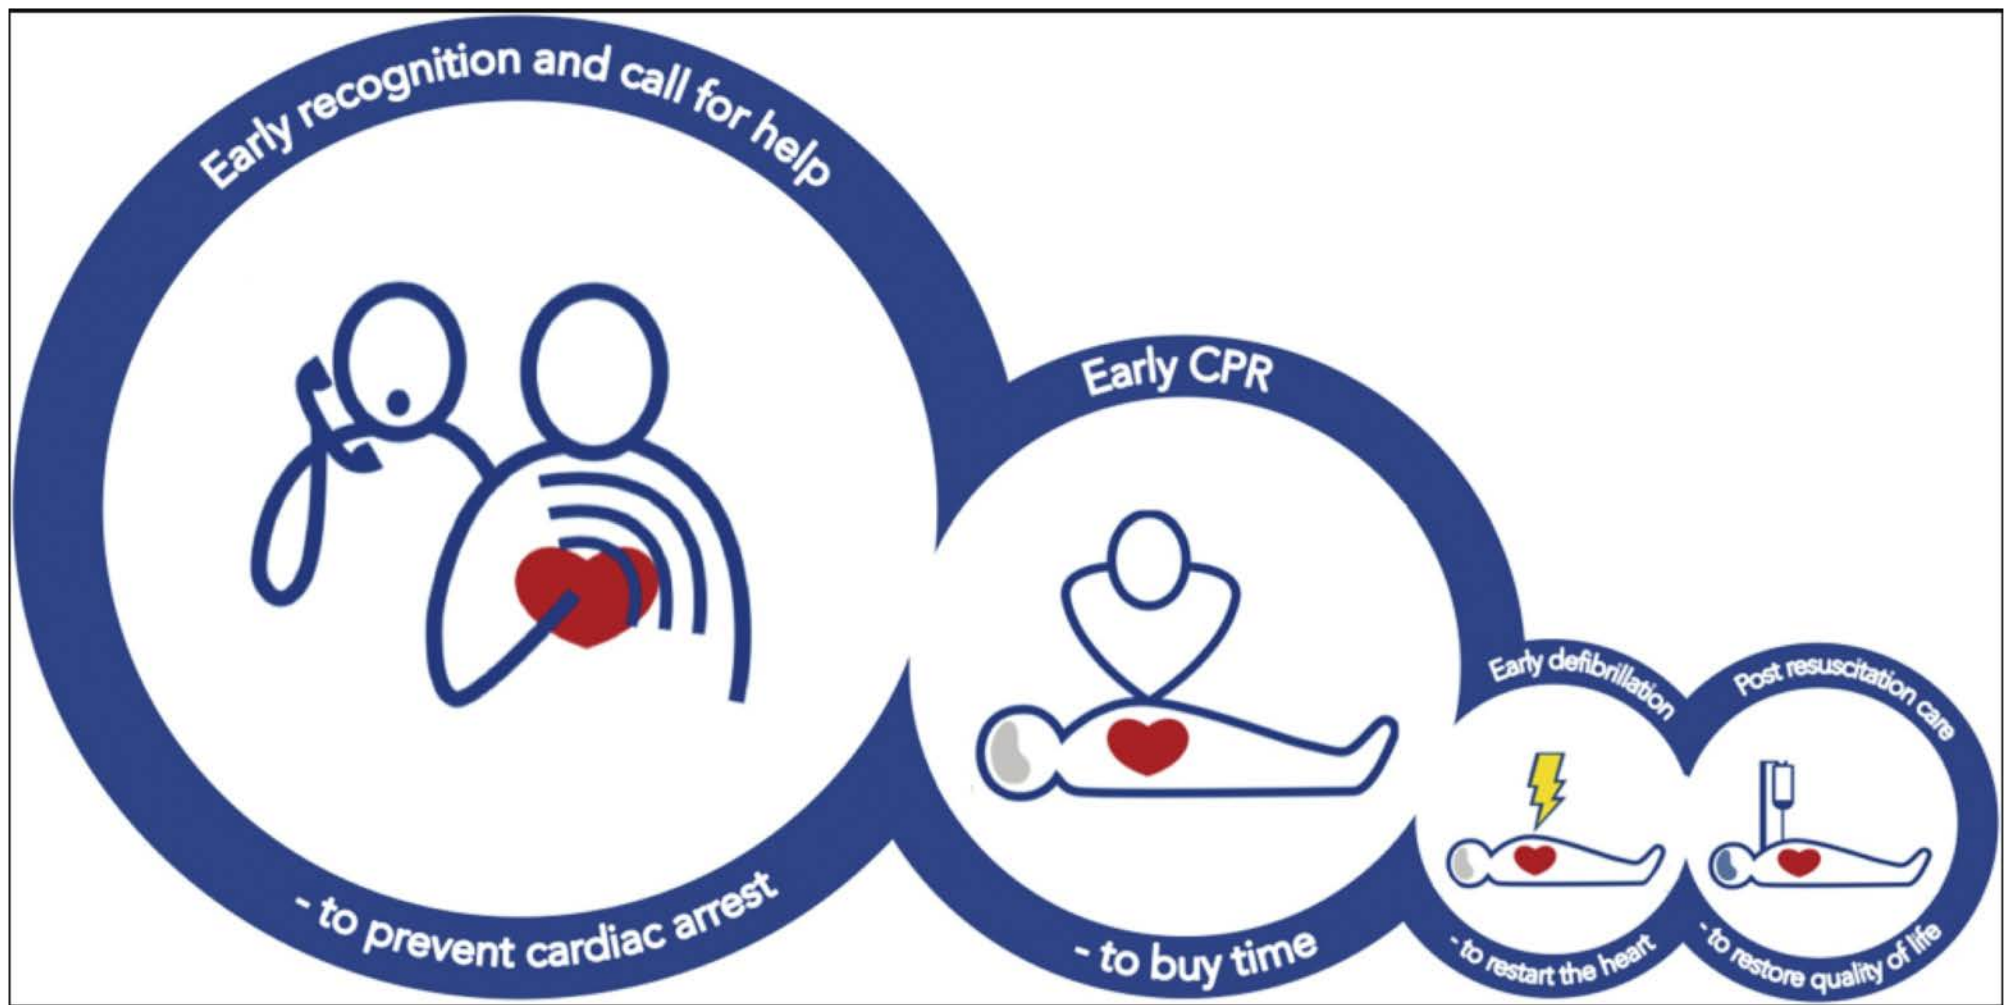 Early recognition and call for help
- to prevent cardiac arrest
Early CPR
- to buy time
Early defibrillation
- to restart the heart
Post resuscitation care
- to restore quality of life